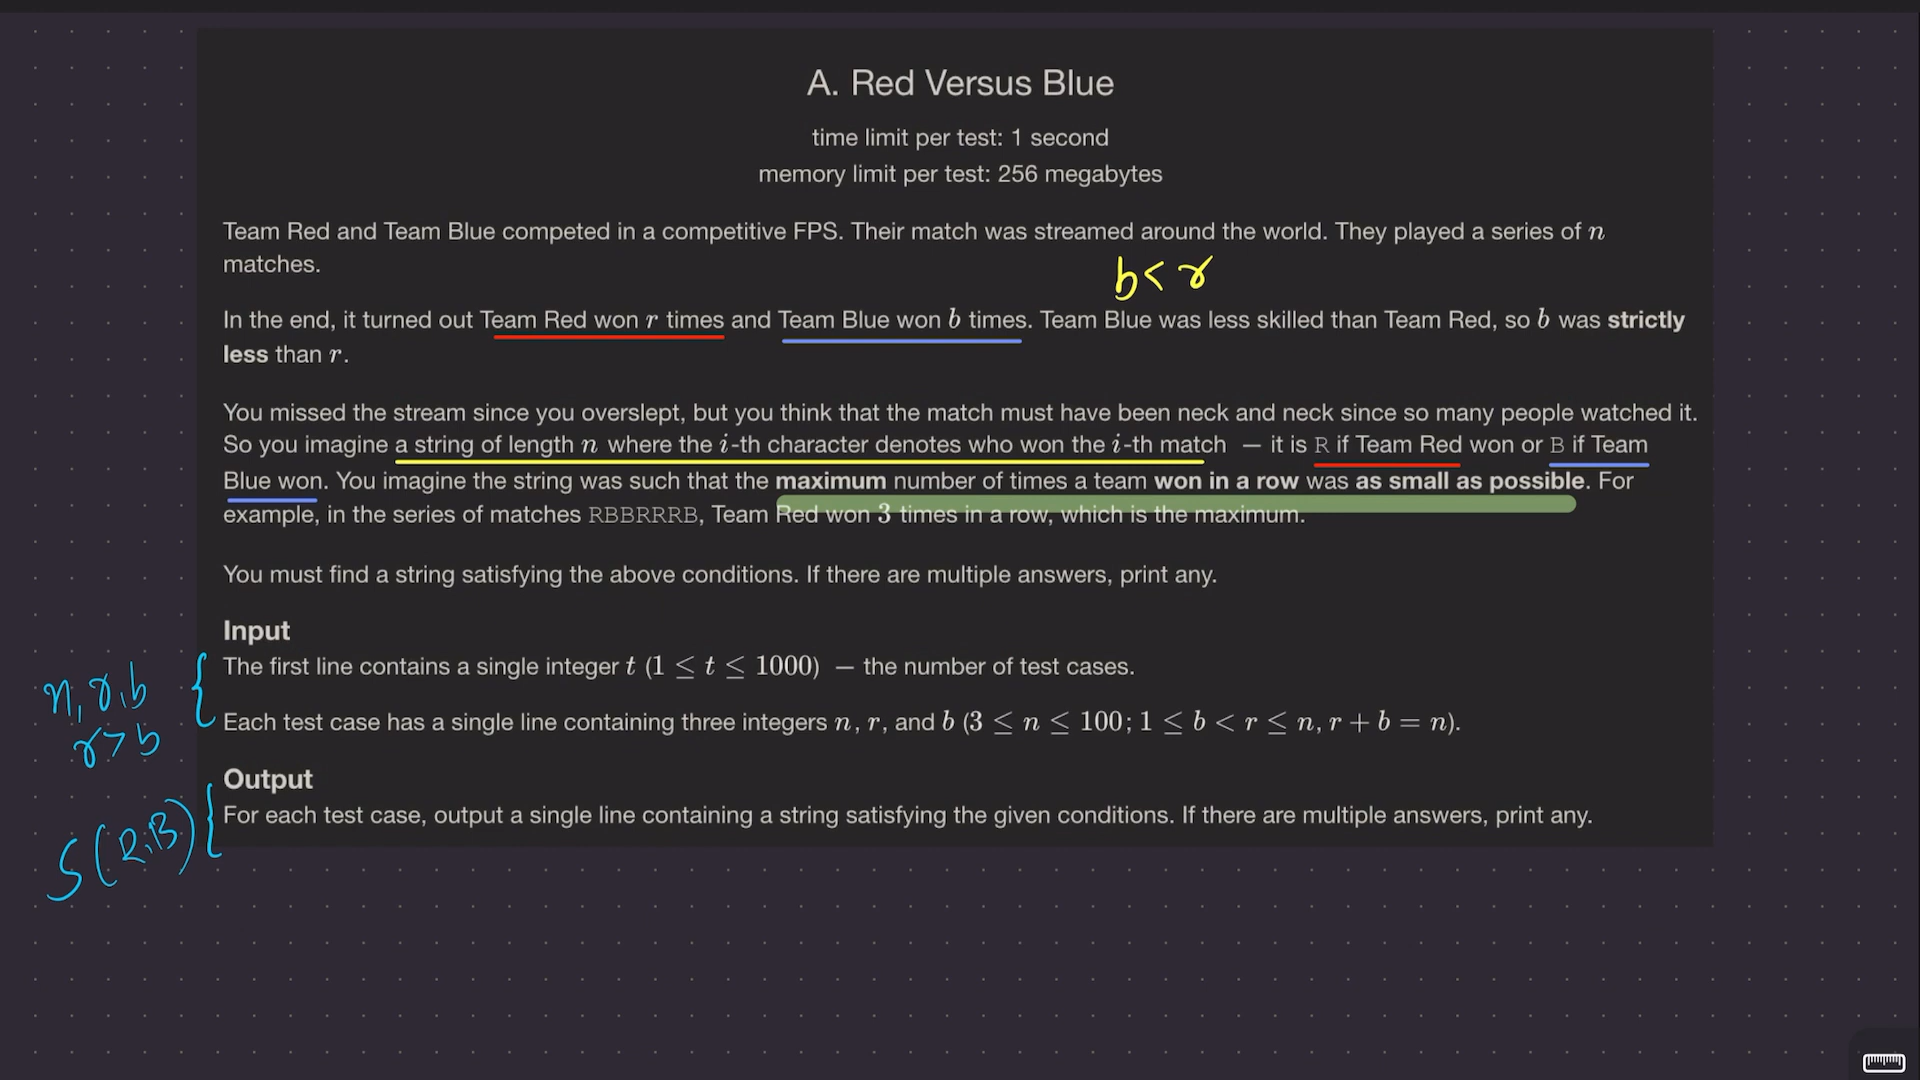 A. Red Versus Blue
time limit per test: 1 second
memory limit per test: 256 megabytes
Team Red and Team Blue competed in a competitive FPS. Their match was streamed around the world. They played a series of n
matches.
b < r
In the end, it turned out Team Red won r times and Team Blue won b times. Team Blue was less skilled than Team Red, so b was strictly
less than r.
You missed the stream since you overslept, but you think that the match must have been neck and neck since so many people watched it.
So you imagine a string of length n where the i-th character denotes who won the i-th match — it is R if Team Red won or B if Team
Blue won. You imagine the string was such that the maximum number of times a team won in a row was as small as possible. For
example, in the series of matches RBBRRRB, Team Red won 3 times in a row, which is the maximum.
You must find a string satisfying the above conditions. If there are multiple answers, print any.
Input
The first line contains a single integer t (1 ≤ t ≤ 1000) — the number of test cases.
n, r, b {
Each test case has a single line containing three integers n, r, and b (3 ≤ n ≤ 100; 1 ≤ b < r ≤ n, r + b = n).
r > b
Output
For each test case, output a single line containing a string satisfying the given conditions. If there are multiple answers, print any.
S (R,B) {